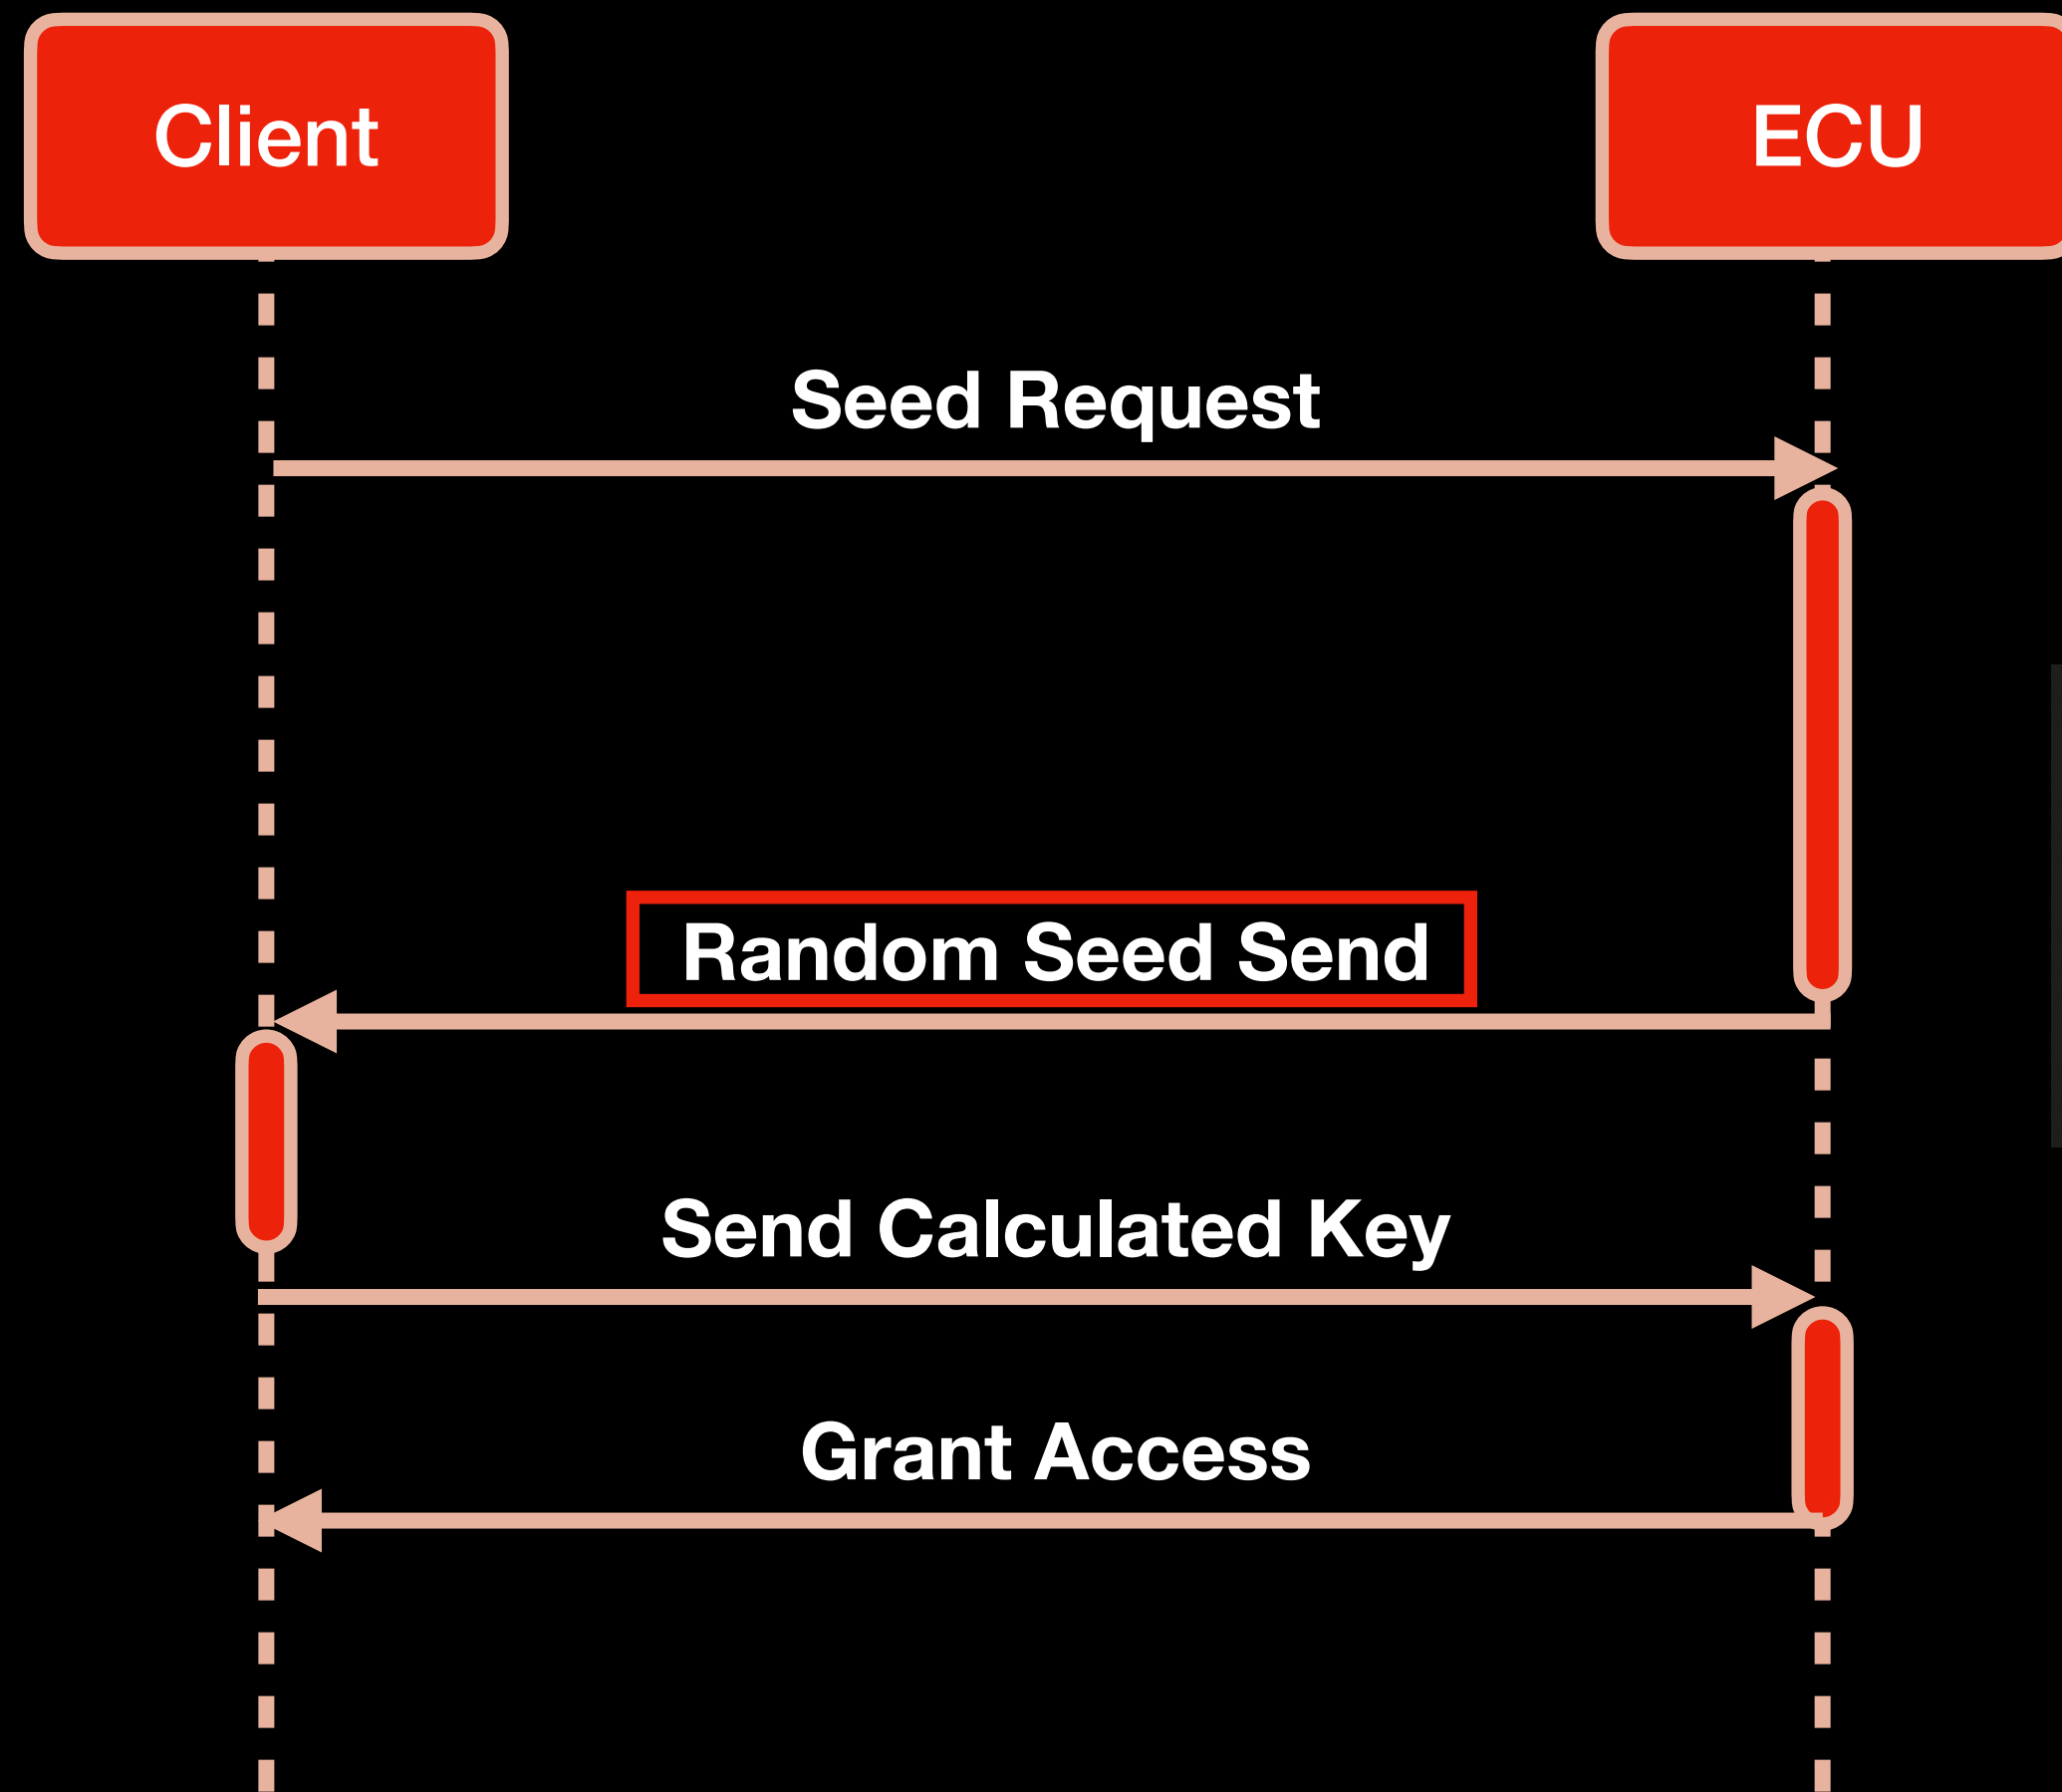 Client
ECU
Seed Request
Random Seed Send
Send Calculated Key
Grant Access